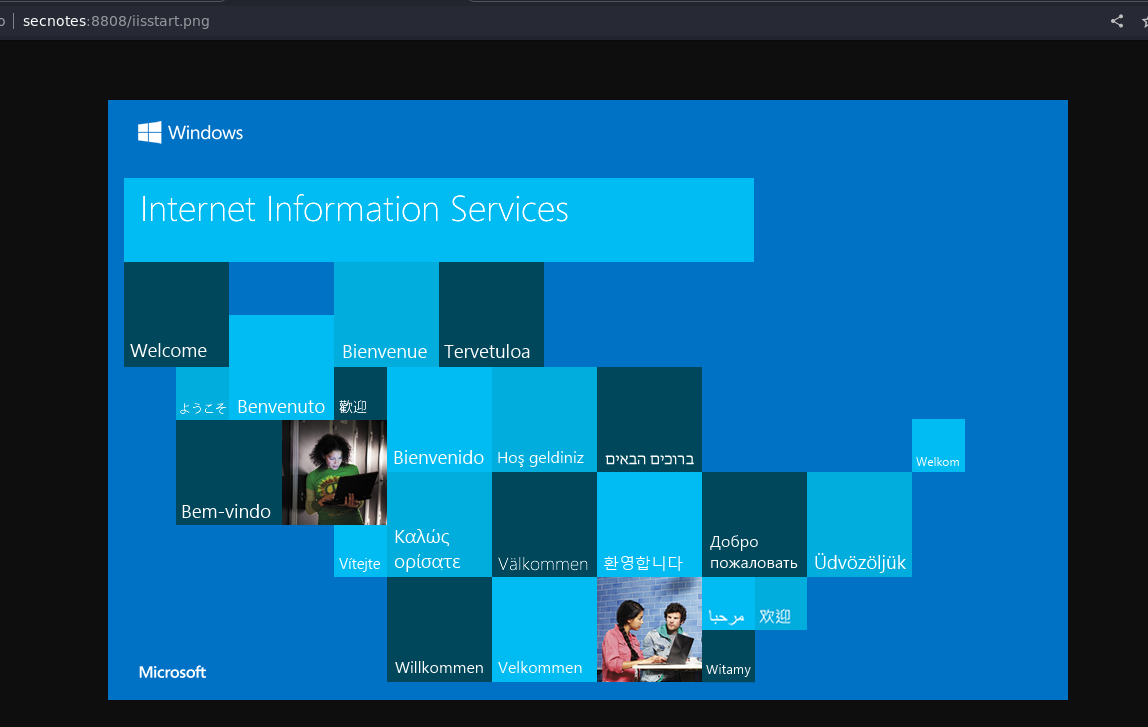 secnotes:8808/iisstart.png
Windows
Internet Information Services
Welcome
Bienvenue
Tervetuloa
ようこそ
Benvenuto
歡迎
Bienvenido
Hoş geldiniz
ברוכים הבאים
Welkom
Bem-vindo
Vítejte
Καλώς
ορίσατε
Välkommen
환영합니다
Добро
пожаловать
Üdvözöljük
مرحبا
欢迎
Willkommen
Velkommen
Witamy
Microsoft